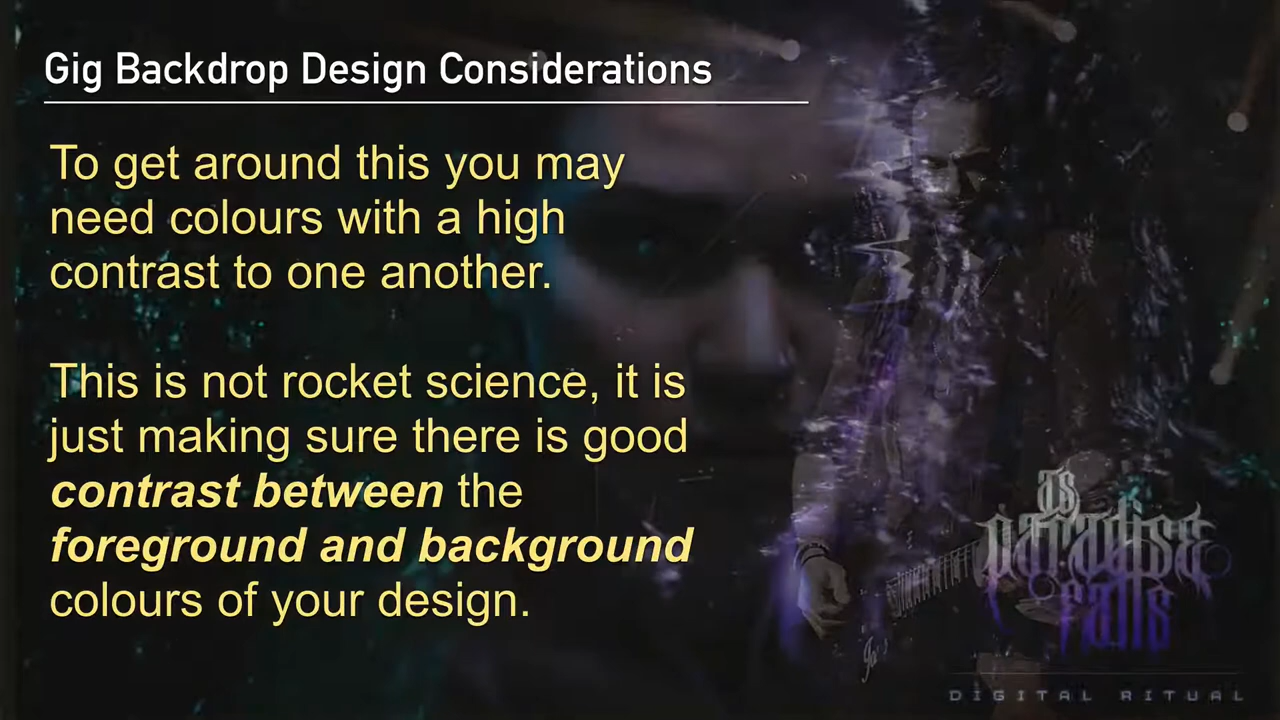 Gig Backdrop Design Considerations
To get around this you may
need colours with a high
contrast to one another.
This is not rocket science, it is
just making sure there is good
contrast between the
foreground and background
colours of your design.
as
paradise
falls
DIGITAL RITUAL